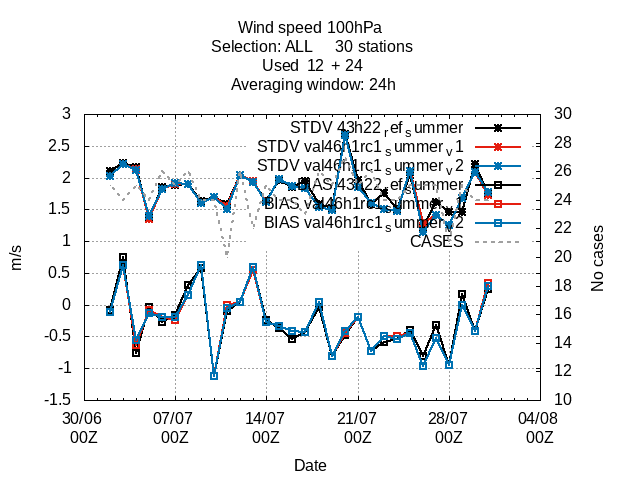 Wind speed 100hPa
Selection: ALL 30 stations
Used 12 + 24
Averaging window: 24h
3
2.5
2
1.5
1
0.5
0
-0.5
-1
-1.5
m/s
STDV 43h22_ref_summer
STDV val46h1rc1_summer_v1
STDV val46h1rc1_summer_v2
BIAS 43h22_ref_summer
BIAS val46h1rc1_summer_v1
BIAS val46h1rc1_summer_v2
CASES
30
28
26
24
22
20
18
16
14
12
10
No cases
30/06 07/07 14/07 21/07 28/07 04/08
00Z 00Z 00Z 00Z 00Z 00Z
Date